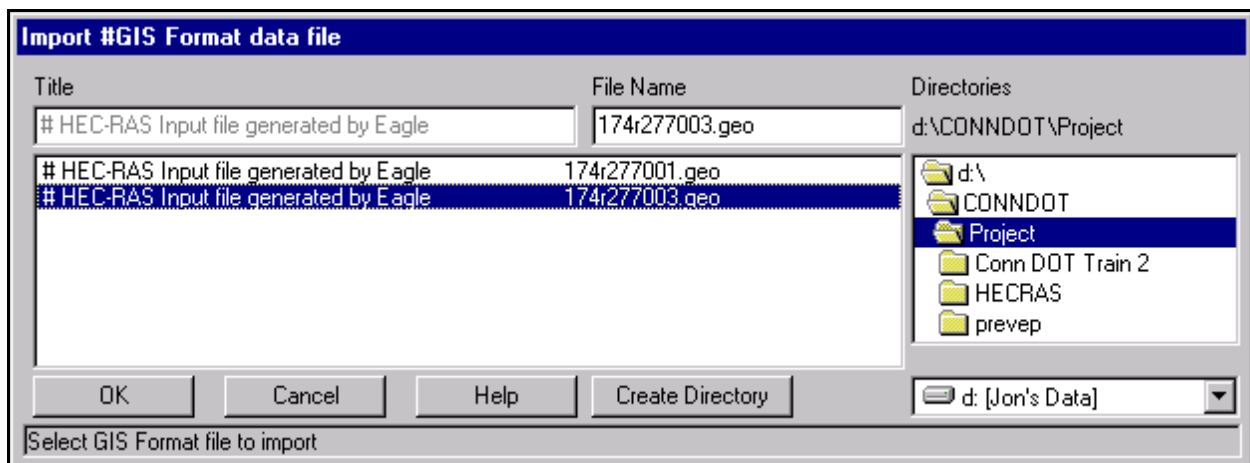 Import #GIS Format data file
Title File Name Directories
# HEC-RAS Input file generated by Eagle 174r277003.geo d:\CONNDOT\Project
# HEC-RAS Input file generated by Eagle 174r277001.geo
# HEC-RAS Input file generated by Eagle 174r277003.geo
d:\
CONNDOT
Project
Conn DOT Train 2
HECRAS
prevep
OK Cancel Help Create Directory d: [Jon's Data]
Select GIS Format file to import